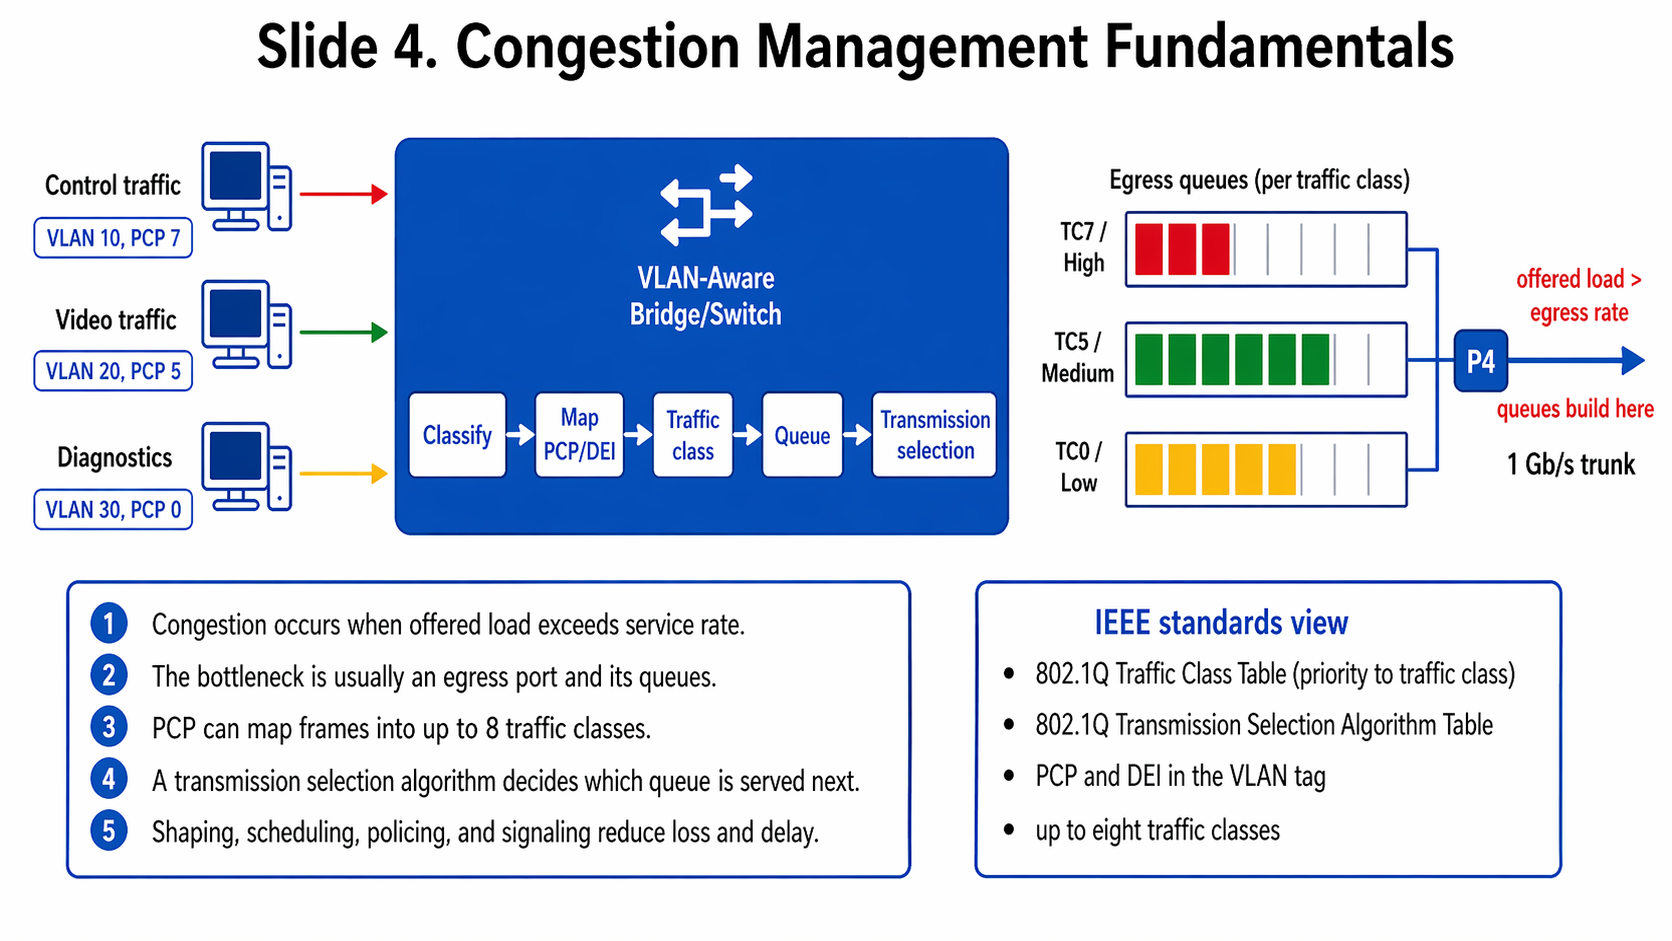 Slide 4. Congestion Management Fundamentals
Control traffic
VLAN 10, PCP 7
Video traffic
VLAN 20, PCP 5
Diagnostics
VLAN 30, PCP 0
VLAN-Aware
Bridge/Switch
Classify
Map
PCP/DEI
Traffic
class
Queue
Transmission
selection
Egress queues (per traffic class)
TC7 /
High
TC5 /
Medium
TC0 /
Low
P4
offered load >
egress rate
queues build here
1 Gb/s trunk
1 Congestion occurs when offered load exceeds service rate.
2 The bottleneck is usually an egress port and its queues.
3 PCP can map frames into up to 8 traffic classes.
4 A transmission selection algorithm decides which queue is served next.
5 Shaping, scheduling, policing, and signaling reduce loss and delay.
IEEE standards view
• 802.1Q Traffic Class Table (priority to traffic class)
• 802.1Q Transmission Selection Algorithm Table
• PCP and DEI in the VLAN tag
• up to eight traffic classes